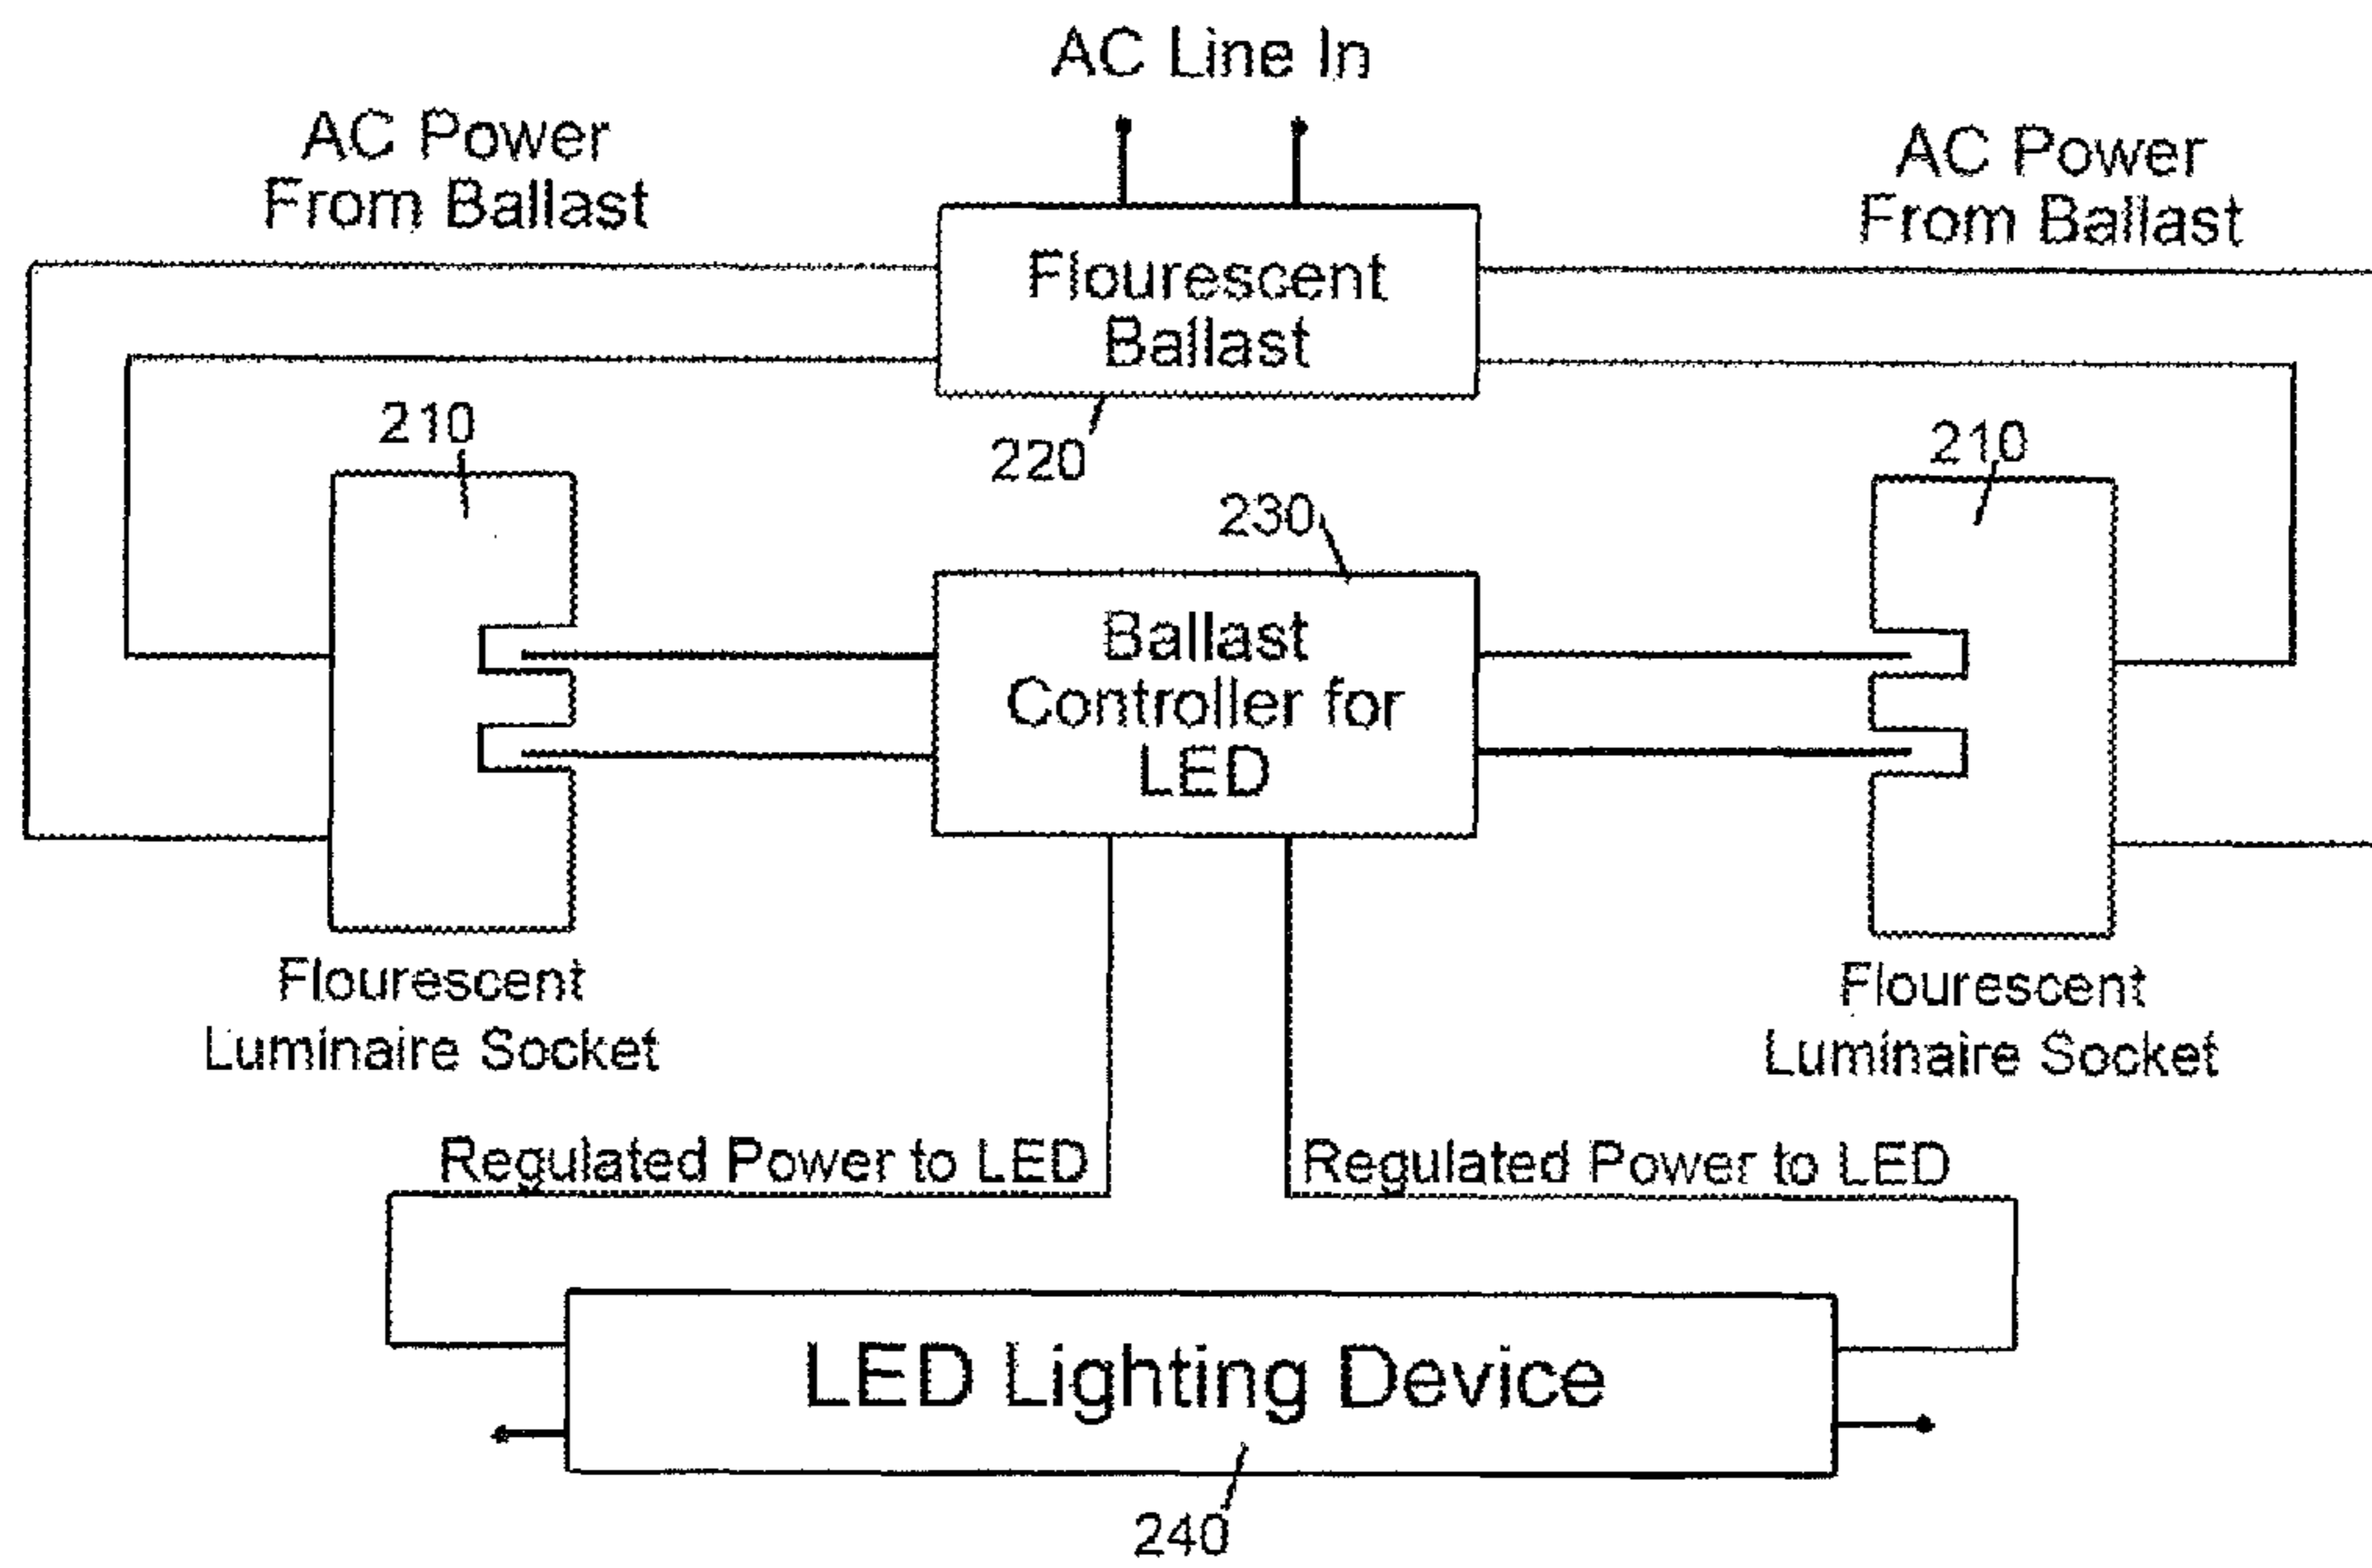 AC Line In
AC Power
From Ballast
AC Power
From Ballast
Flourescent
Ballast
210
220
210
230
Ballast
Controller for
LED
Flourescent
Luminaire Socket
Flourescent
Luminaire Socket
Regulated Power to LED
Regulated Power to LED
LED Lighting Device
240